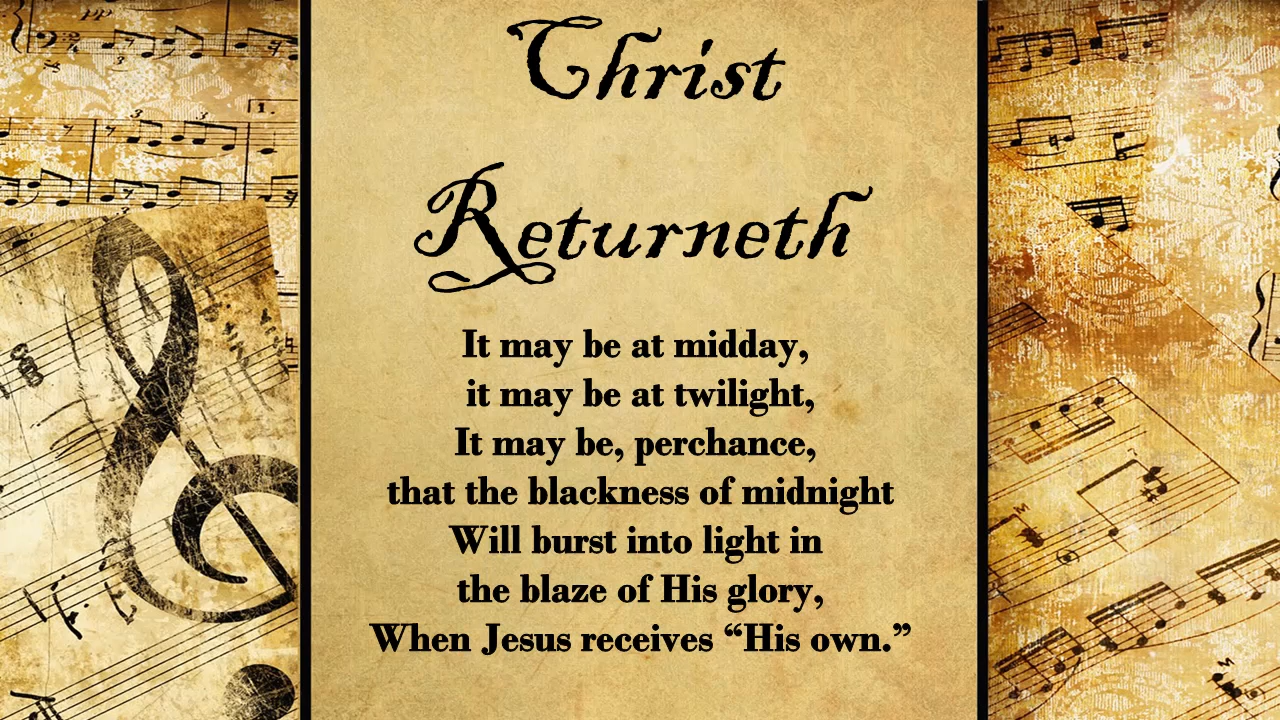 Christ
Returneth
It may be at midday,
it may be at twilight,
It may be, perchance,
that the blackness of midnight
Will burst into light in
the blaze of His glory,
When Jesus receives “His own.”